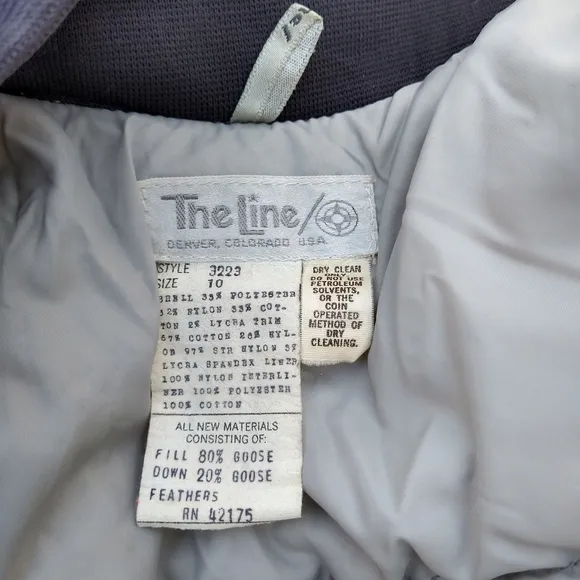 The Line/
DENVER, COLORADO U.S.A.
STYLE 3223
SIZE 10
SHELL 33% POLYESTER
32% NYLON 33% COT-
TON 2% LYCRA TRIM
67% COTTON 28% NYL-
OR 97% STR NYLON 3%
LYCRA SPANDEX LINER
100% NYLON INTERLI-
NER 100% POLYESTER
100% COTTON
ALL NEW MATERIALS
CONSISTING OF:
FILL 80% GOOSE
DOWN 20% GOOSE
FEATHERS
RN 42175
DRY CLEAN
ONLY
DO NOT USE
PETROLEUM
SOLVENTS,
OR THE
COIN
OPERATED
METHOD OF
DRY
CLEANING.